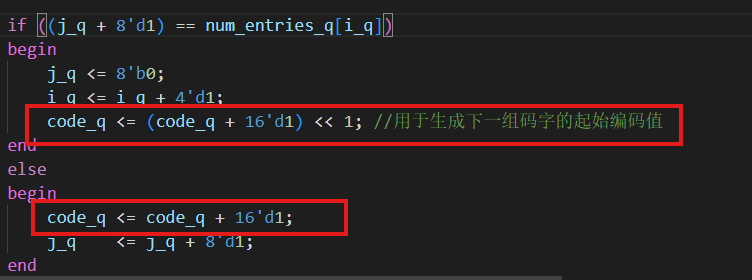 if ((j_q + 8'd1) == num_entries_q[i_q])
begin
j_q <= 8'b0;
i_q <= i_q + 4'd1;
code_q <= (code_q + 16'd1) << 1; //用于生成下一组码字的起始编码值
end
else
begin
code_q <= code_q + 16'd1;
j_q <= j_q + 8'd1;
end